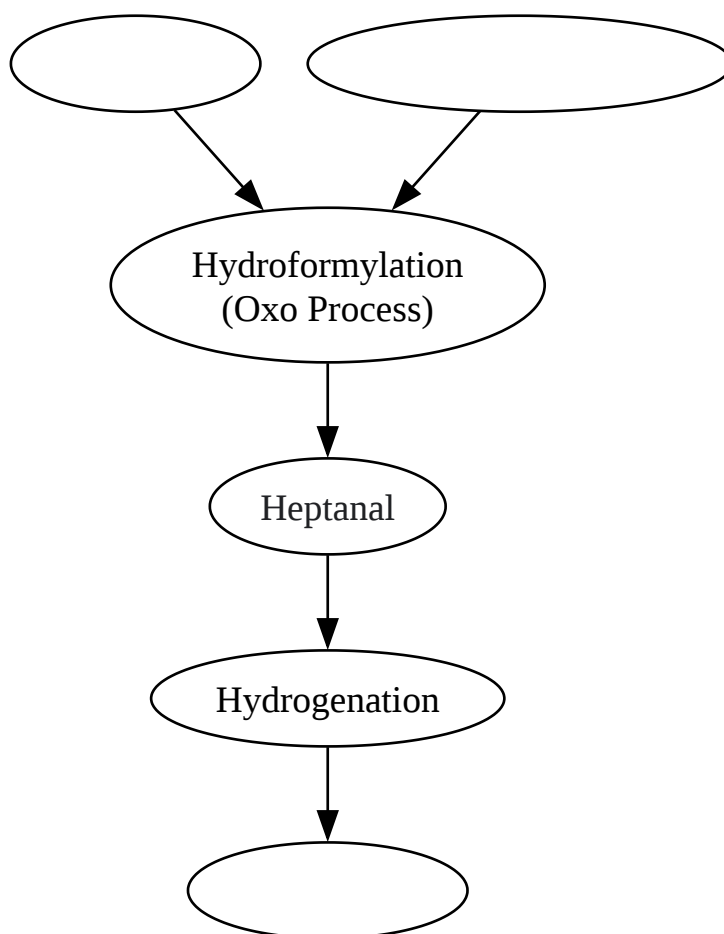 Hydroformylation
(Oxo Process)
Heptanal
Hydrogenation